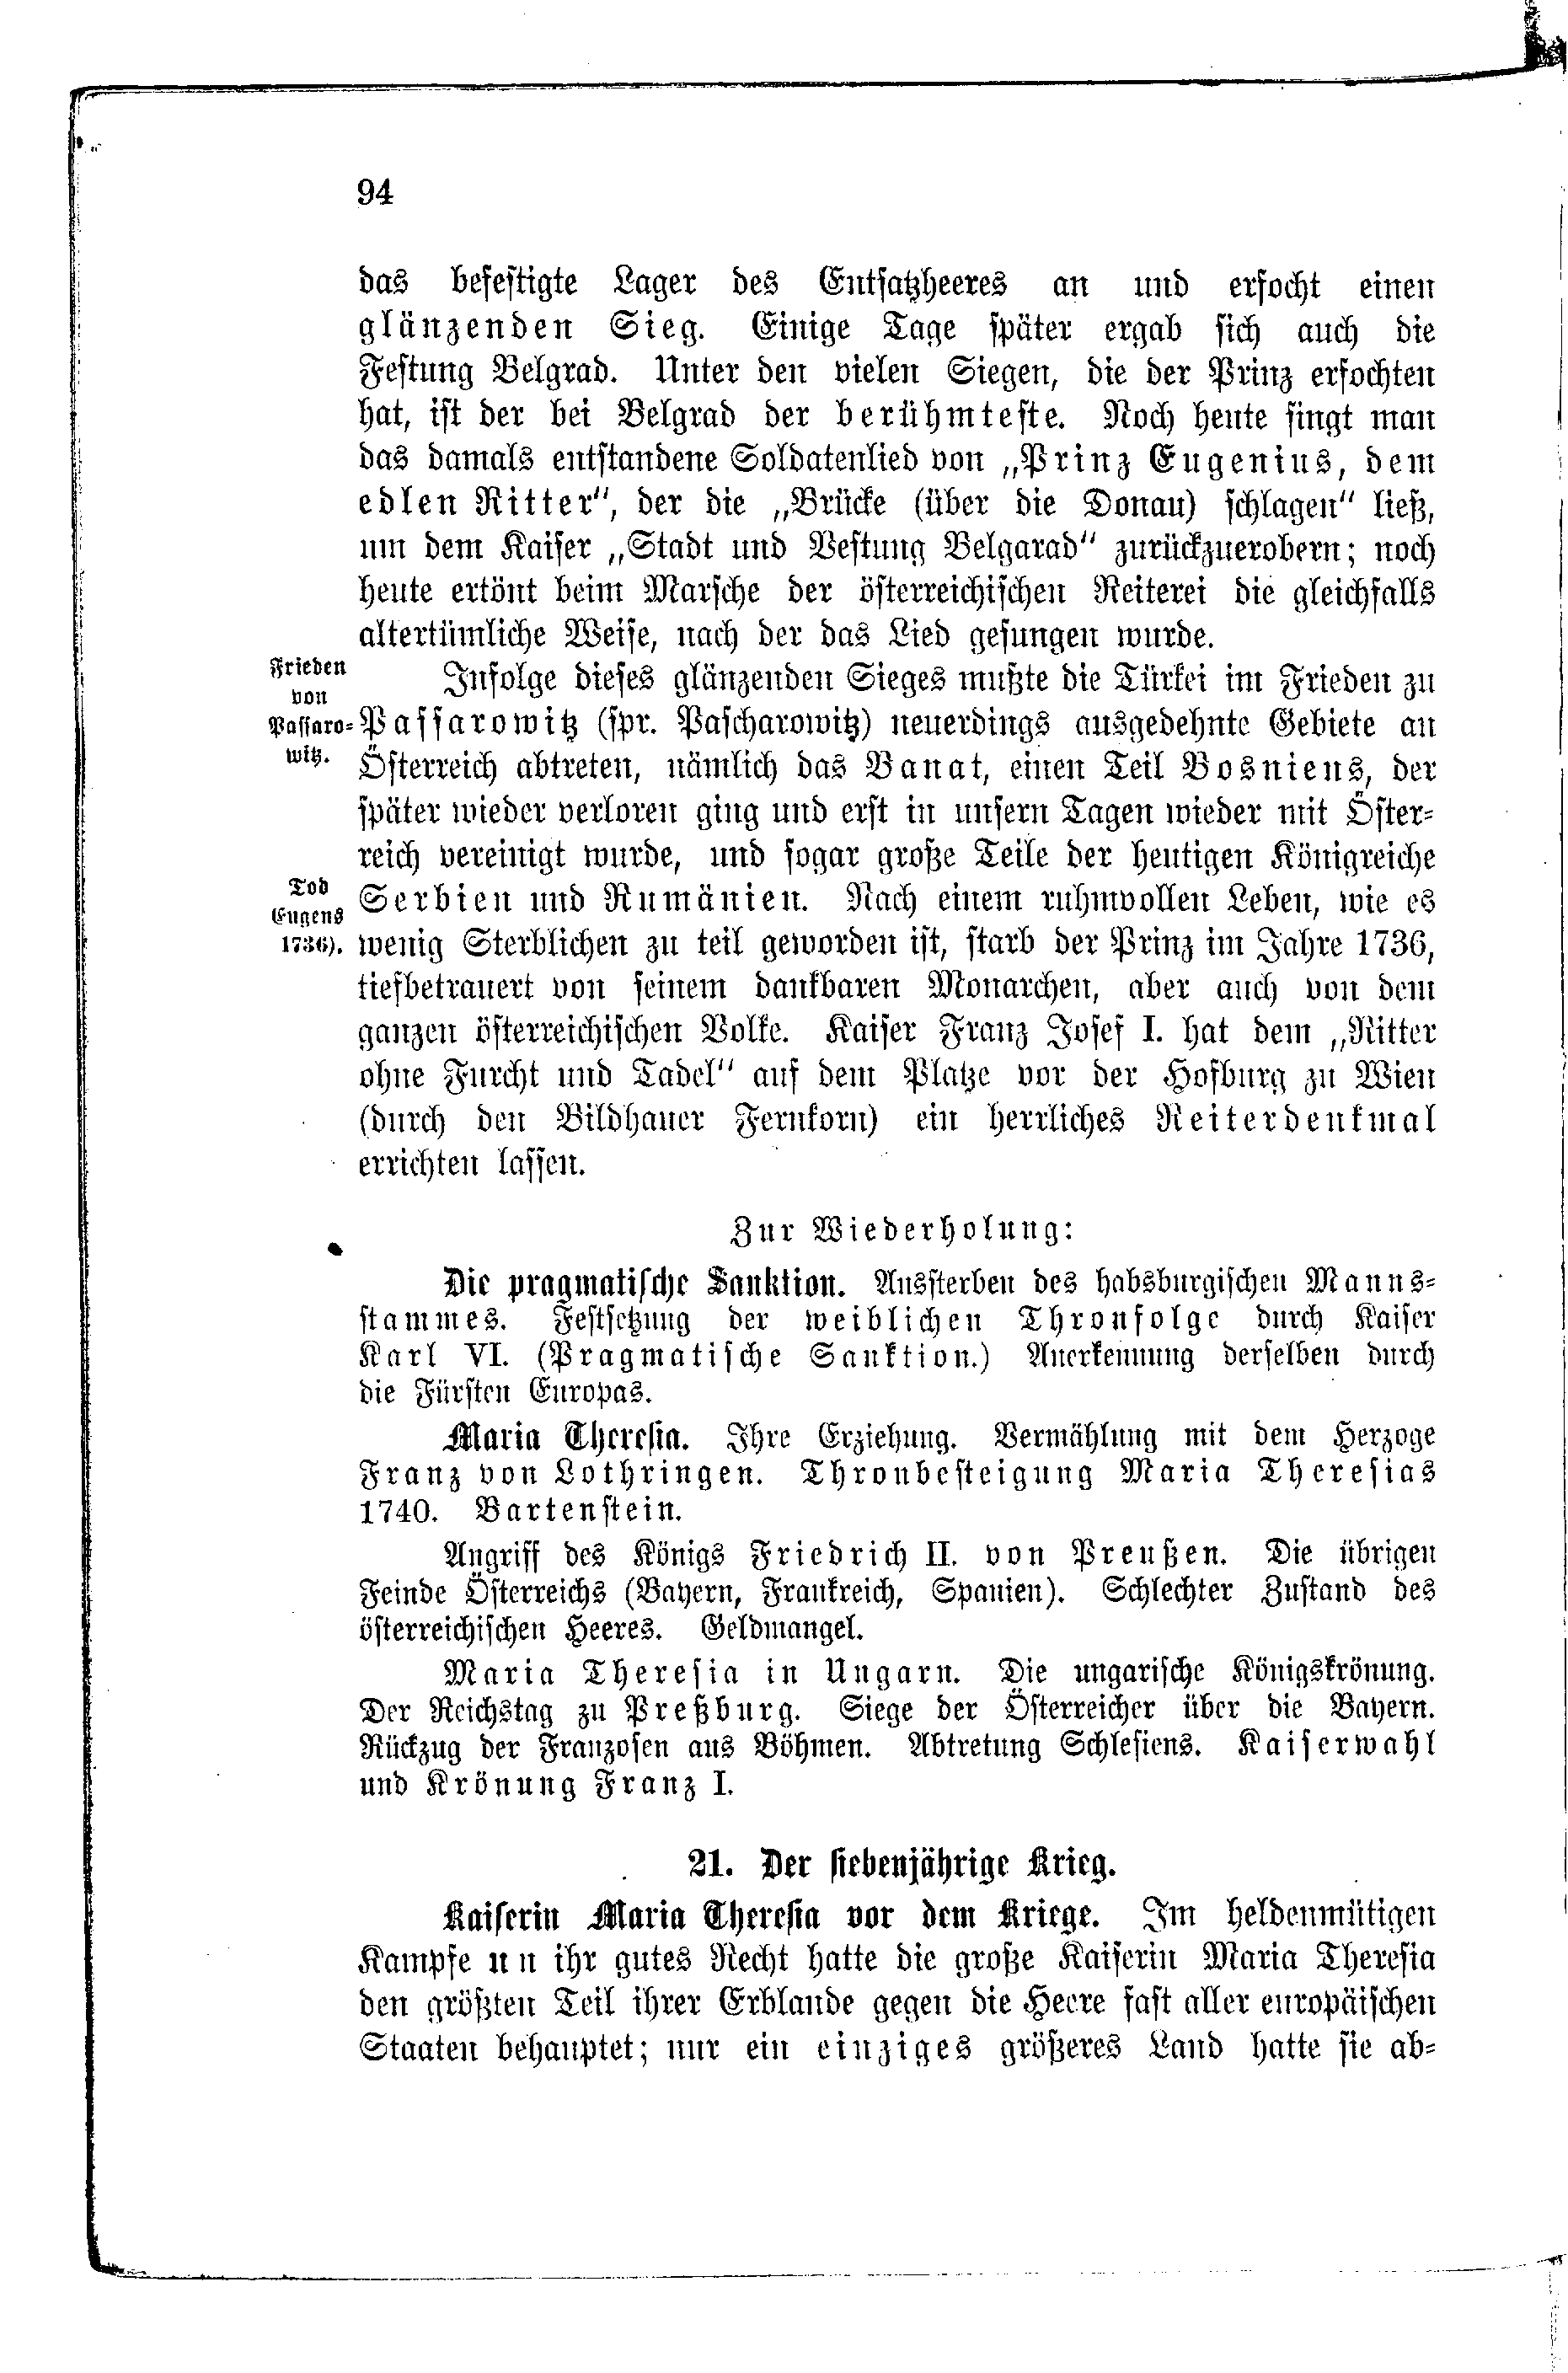 94
das befestigte Lager des Entsatzheeres an und erfocht einen
glänzenden Sieg. Einige Tage später ergab sich auch die
Festung Belgrad. Unter den vielen Siegen, die der Prinz erfochten
hat, ist der bei Belgrad der berühmteste. Noch heute singt man
das damals entstandene Soldatenlied von „Prinz Eugenius, dem
edlen Ritter“, der die „Brücke (über die Donau) schlagen“ ließ,
um dem Kaiser „Stadt und Vestung Belgarad“ zurückzuerobern; noch
heute ertönt beim Marsche der österreichischen Reiterei die gleichfalls
altertümliche Weise, nach der das Lied gesungen wurde.
Frieden
von
Passaro-
witz.
Infolge dieses glänzenden Sieges mußte die Türkei im Frieden zu
Passarowitz (spr. Pascharowitz) neuerdings ausgedehnte Gebiete an
Österreich abtreten, nämlich das Banat, einen Teil Bosniens, der
später wieder verloren ging und erst in unsern Tagen wieder mit Öster-
reich vereinigt wurde, und sogar große Teile der heutigen Königreiche
Tod
Eugens
1736).
Serbien und Rumänien. Nach einem ruhmvollen Leben, wie es
wenig Sterblichen zu teil geworden ist, starb der Prinz im Jahre 1736,
tiefbetrauert von seinem dankbaren Monarchen, aber auch von dem
ganzen österreichischen Volke. Kaiser Franz Josef I. hat dem „Ritter
ohne Furcht und Tadel“ auf dem Platze vor der Hofburg zu Wien
(durch den Bildhauer Fernkorn) ein herrliches Reiterdenkmal
errichten lassen.
Zur Wiederholung:
Die pragmatische Sanktion. Aussterben des habsburgischen Manns-
stammes. Festsetzung der weiblichen Thronfolge durch Kaiser
Karl VI. (Pragmatische Sanktion.) Anerkennung derselben durch
die Fürsten Europas.
Maria Theresia. Ihre Erziehung. Vermählung mit dem Herzoge
Franz von Lothringen. Thronbesteigung Maria Theresias
1740. Bartenstein.
Angriff des Königs Friedrich II. von Preußen. Die übrigen
Feinde Österreichs (Bayern, Frankreich, Spanien). Schlechter Zustand des
österreichischen Heeres. Geldmangel.
Maria Theresia in Ungarn. Die ungarische Königskrönung.
Der Reichstag zu Preßburg. Siege der Österreicher über die Bayern.
Rückzug der Franzosen aus Böhmen. Abtretung Schlesiens. Kaiserwahl
und Krönung Franz I.
21. Der siebenjährige Krieg.
Kaiserin Maria Theresia vor dem Kriege. Im heldenmütigen
Kampfe un ihr gutes Recht hatte die große Kaiserin Maria Theresia
den größten Teil ihrer Erblande gegen die Heere fast aller europäischen
Staaten behauptet; nur ein einziges größeres Land hatte sie ab-